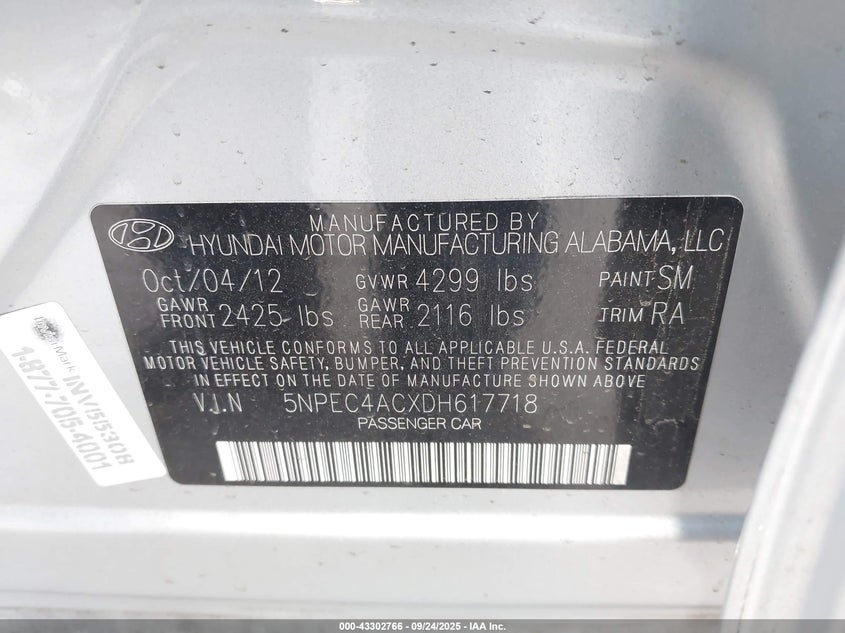 MANUFACTURED BY
HYUNDAI MOTOR MANUFACTURING ALABAMA, LLC
Oct/04/12 GVWR 4299 lbs PAINT SM
GAWR FRONT 2425 lbs GAWR REAR 2116 lbs TRIM RA
THIS VEHICLE CONFORMS TO ALL APPLICABLE U.S.A. FEDERAL
MOTOR VEHICLE SAFETY, BUMPER, AND THEFT PREVENTION STANDARDS
IN EFFECT ON THE DATE OF MANUFACTURE SHOWN ABOVE.
V.I.N 5NPEC4ACXDH617718
PASSENGER CAR
Mark INV1515308
1-877-705-4001
000-43302766 - 09/24/2025 - IAA Inc.